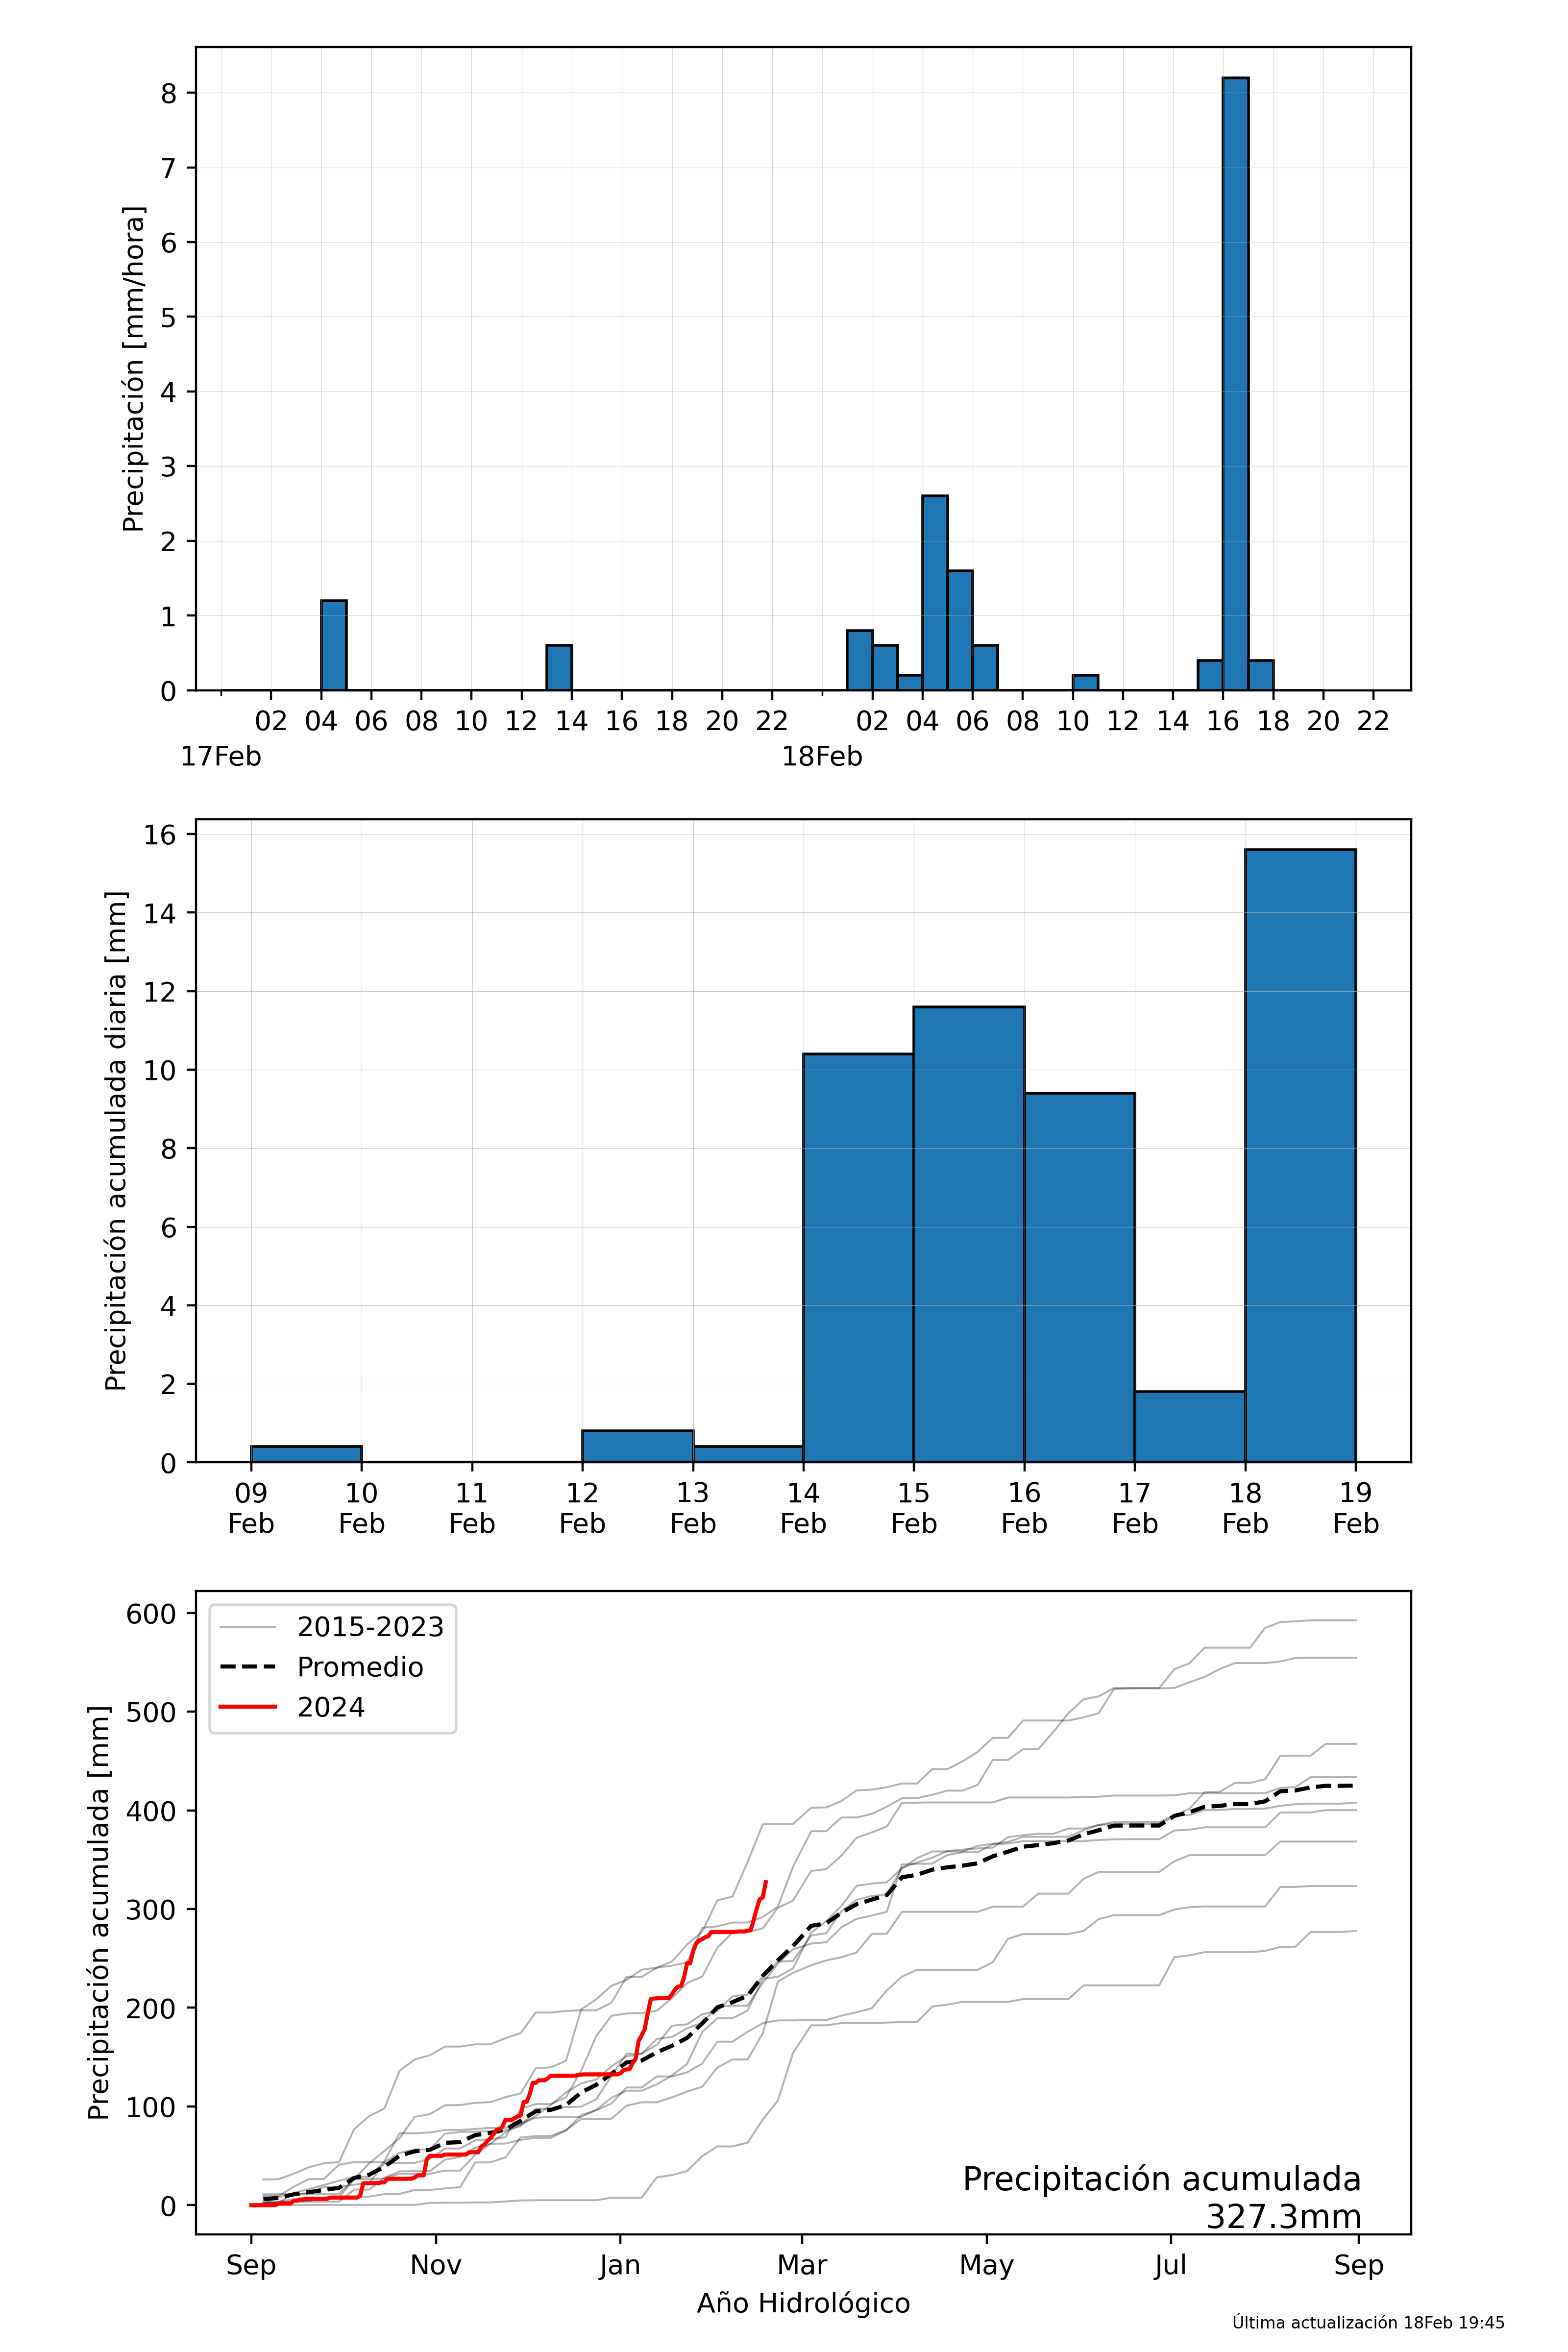 Precipitación [mm/hora]
8
7
6
5
4
3
2
1
0
02 04 06 08 10 12 14 16 18 20 22 02 04 06 08 10 12 14 16 18 20 22
17Feb 18Feb
Precipitación acumulada diaria [mm]
16
14
12
10
8
6
4
2
0
09 10 11 12 13 14 15 16 17 18 19
Feb Feb Feb Feb Feb Feb Feb Feb Feb Feb Feb
Precipitación acumulada [mm]
600
500
400
300
200
100
0
2015-2023
Promedio
2024
Precipitación acumulada
327.3mm
Sep Nov Jan Mar May Jul Sep
Año Hidrológico
Última actualización 18Feb 19:45